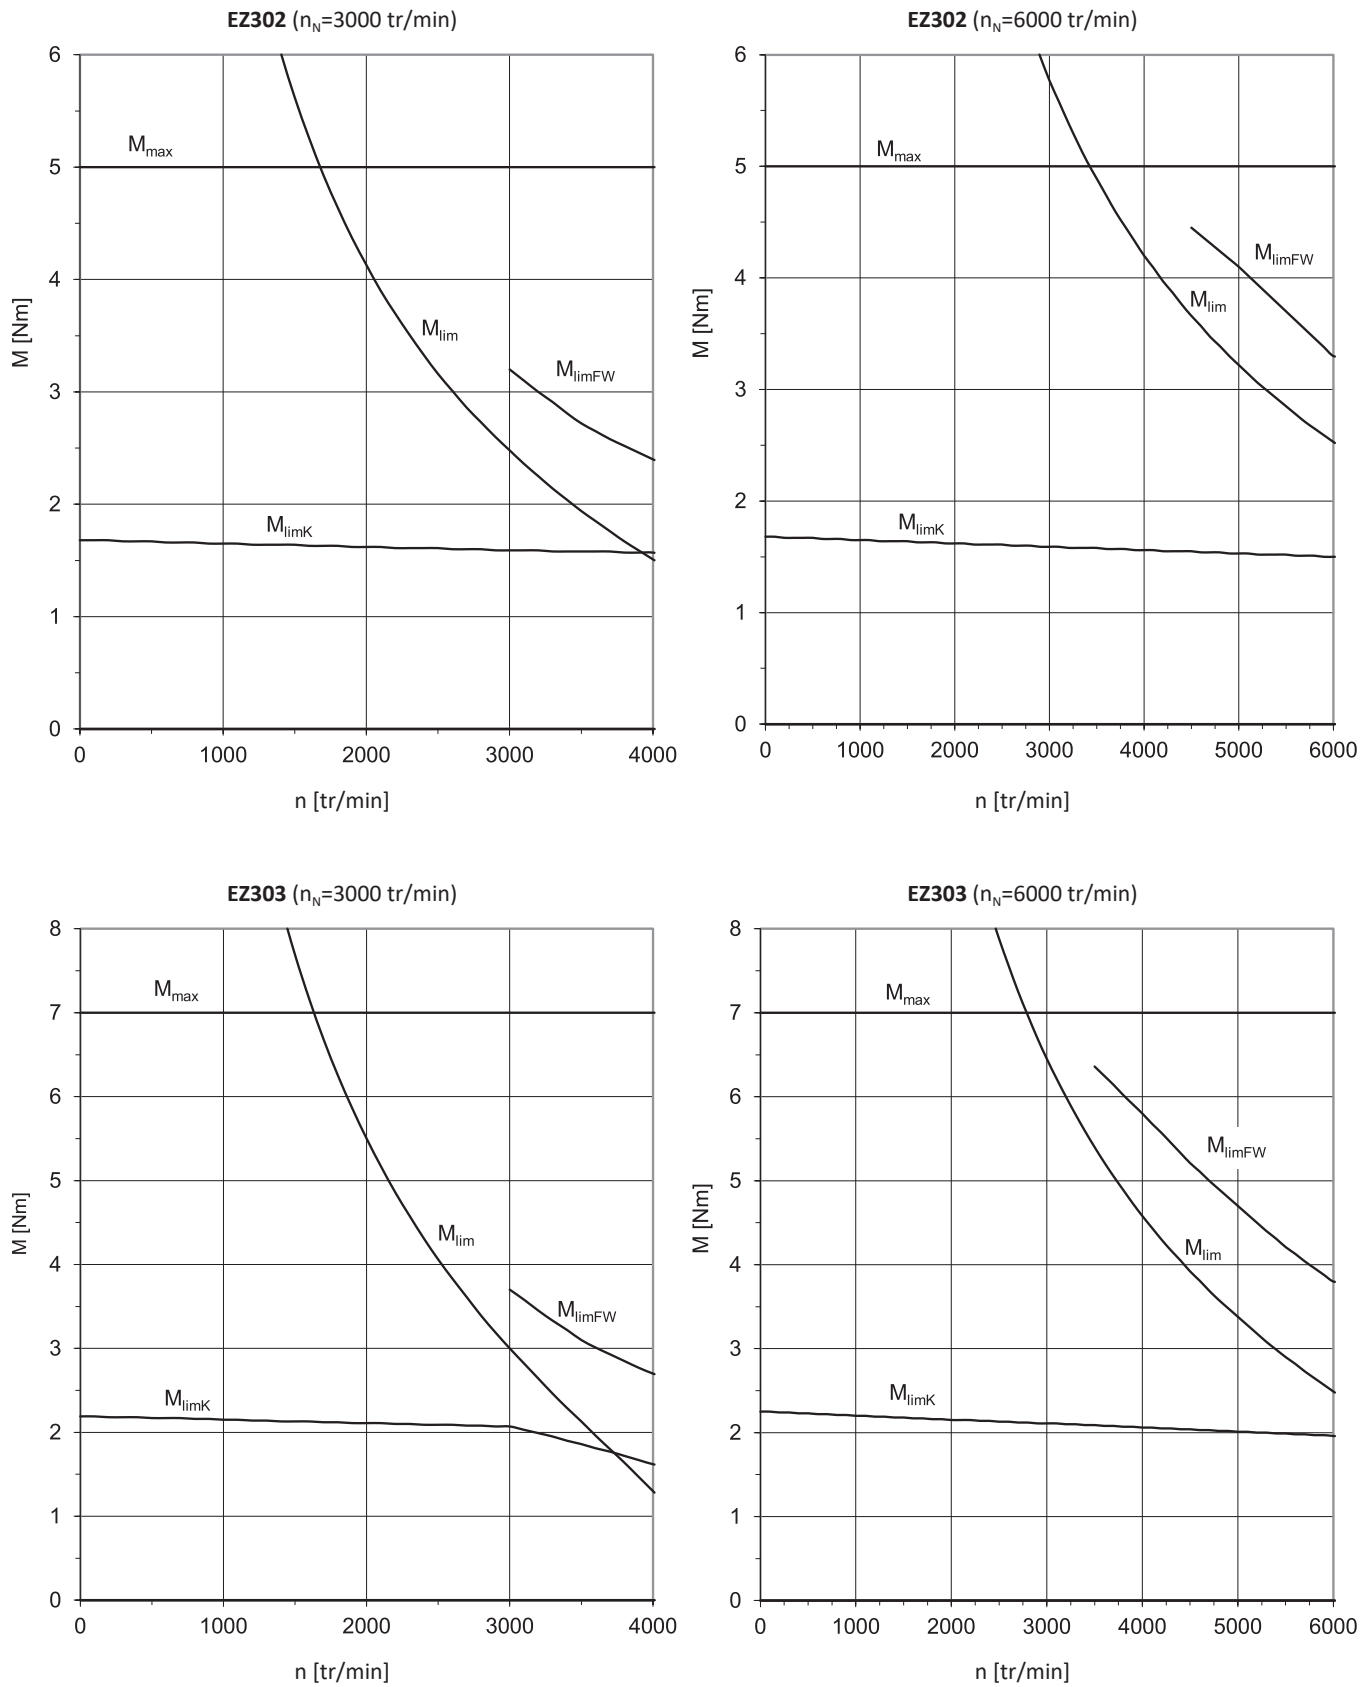 EZ302 (nN=3000 tr/min)
6
5
4
3
2
1
0
M [Nm]
Mmax
Mlim
MlimFW
MlimK
0 1000 2000 3000 4000
n [tr/min]
EZ302 (nN=6000 tr/min)
6
5
4
3
2
1
0
M [Nm]
Mmax
MlimFW
Mlim
MlimK
0 1000 2000 3000 4000 5000 6000
n [tr/min]
EZ303 (nN=3000 tr/min)
8
7
6
5
4
3
2
1
0
M [Nm]
Mmax
Mlim
MlimFW
MlimK
0 1000 2000 3000 4000
n [tr/min]
EZ303 (nN=6000 tr/min)
8
7
6
5
4
3
2
1
0
M [Nm]
Mmax
MlimFW
Mlim
MlimK
0 1000 2000 3000 4000 5000 6000
n [tr/min]